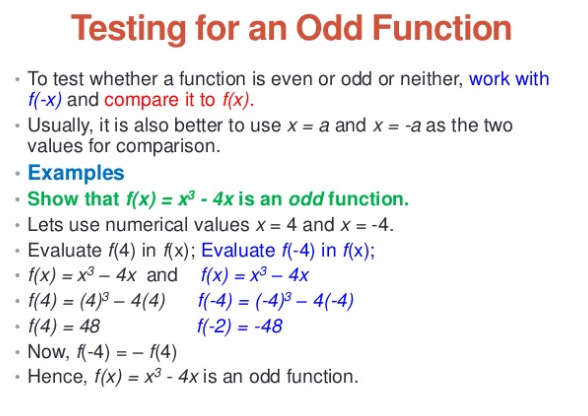 Testing for an Odd Function
• To test whether a function is even or odd or neither, work with
f(-x) and compare it to f(x).
• Usually, it is also better to use x = a and x = -a as the two
values for comparison.
• Examples
• Show that f(x) = x³ - 4x is an odd function.
• Lets use numerical values x = 4 and x = -4.
• Evaluate f(4) in f(x); Evaluate f(-4) in f(x);
• f(x) = x³ – 4x and f(x) = x³ – 4x
• f(4) = (4)³ – 4(4) f(-4) = (-4)³ – 4(-4)
• f(4) = 48 f(-2) = -48
• Now, f(-4) = – f(4)
• Hence, f(x) = x³ - 4x is an odd function.